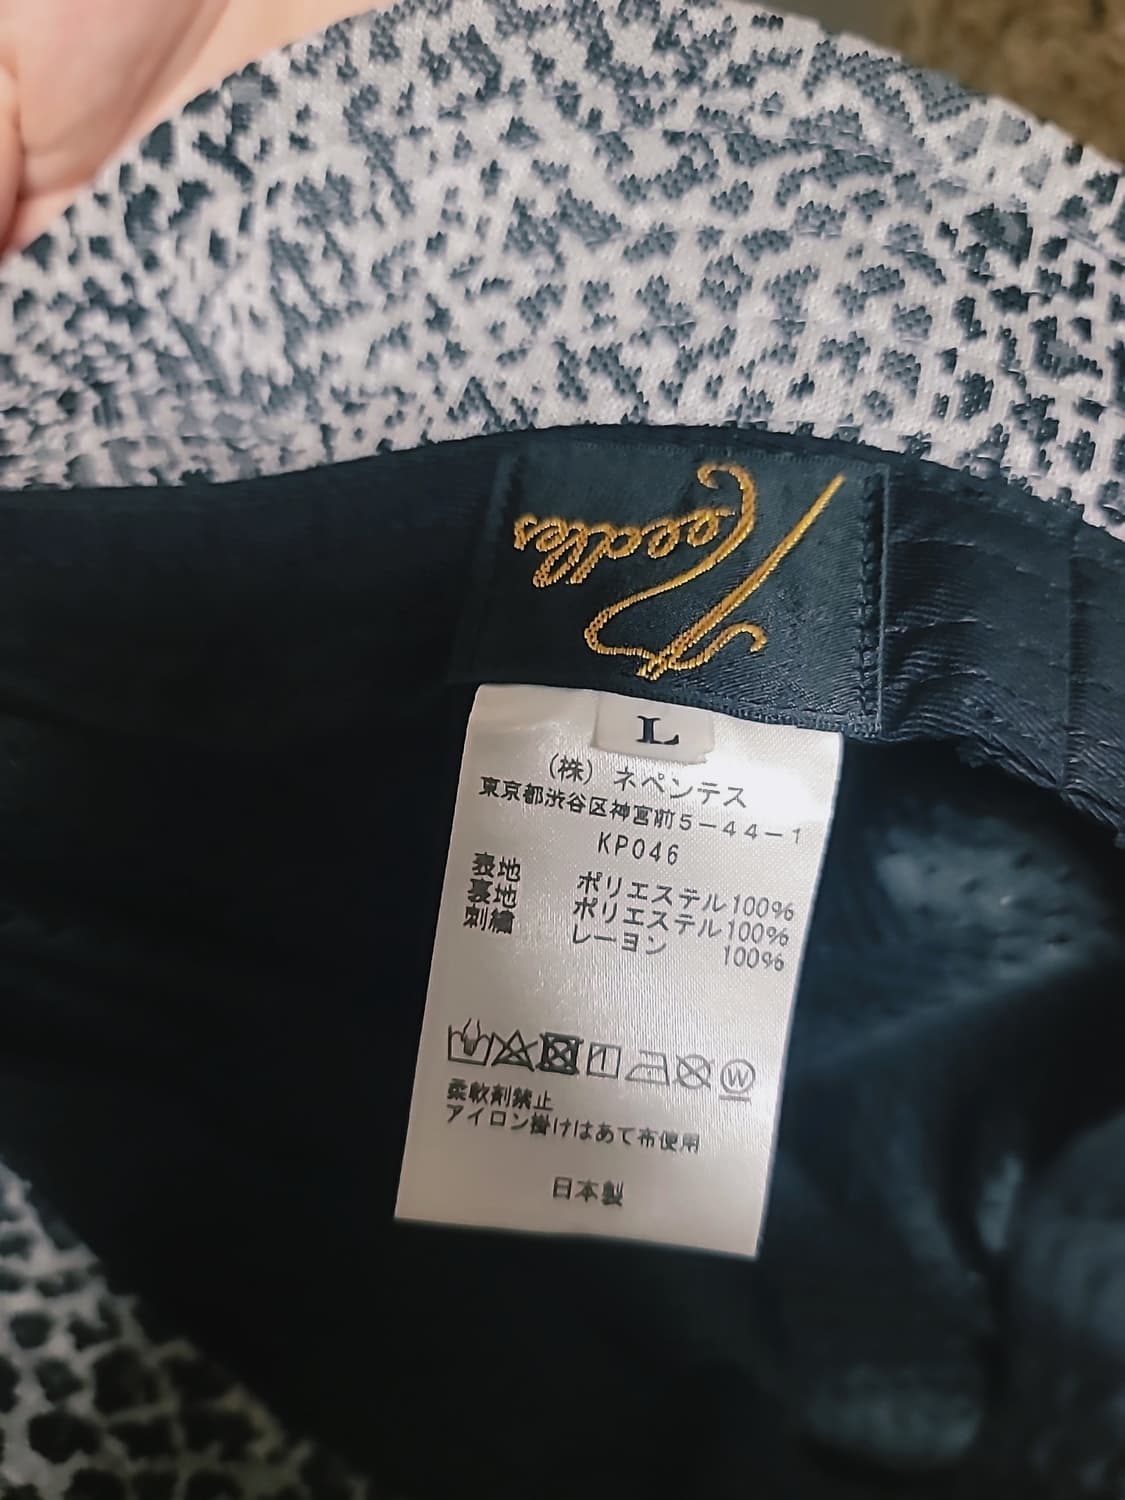 Needles
L
(株) ネペンテス
東京都渋谷区神宮前5-44-1
KP046
表地 ポリエステル100%
裏地 ポリエステル100%
刺繍 レーヨン 100%
W
柔軟剤禁止
アイロン掛けはあて布使用
日本製